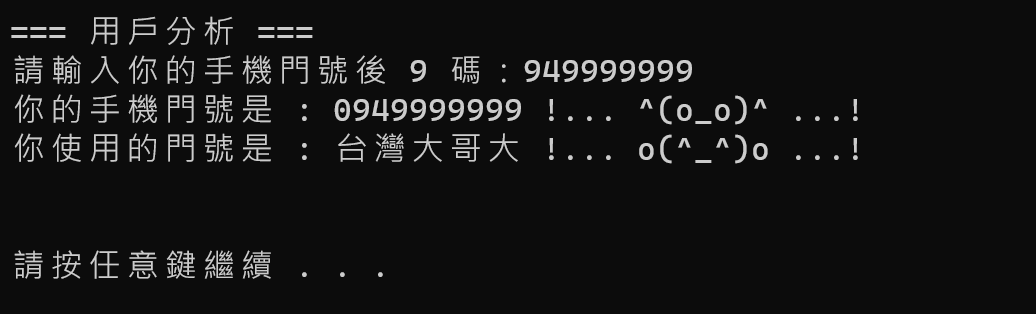 === 用戶分析 ===
請輸入你的手機門號後 9 碼：949999999
你的手機門號是 : 0949999999 !... ^(o_o)^ ...!
你使用的門號是 : 台灣大哥大 !... o(^_^)o ...!
請按任意鍵繼續 . . .